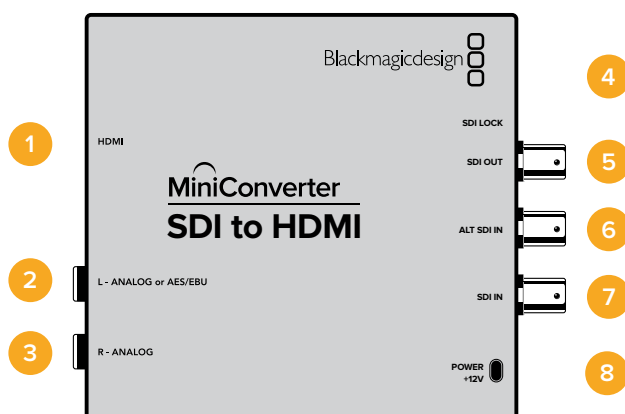 Blackmagicdesign
4
SDI LOCK
1
HDMI
SDI OUT
5
MiniConverter
SDI to HDMI
ALT SDI IN
6
2
L - ANALOG or AES/EBU
SDI IN
7
3
R - ANALOG
POWER
+12V
8